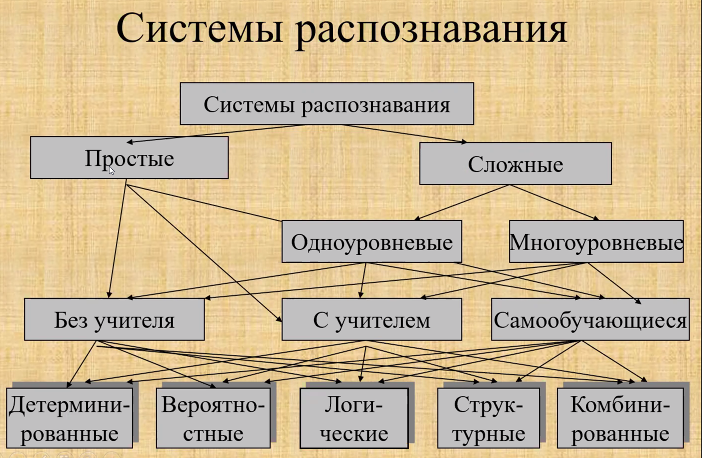 Системы распознавания
Системы распознавания
Простые
Сложные
Одноуровневые
Многоуровневые
Без учителя
С учителем
Самообучающиеся
Детермини-
рованные
Вероятно-
стные
Логи-
ческие
Струк-
турные
Комбини-
рованные